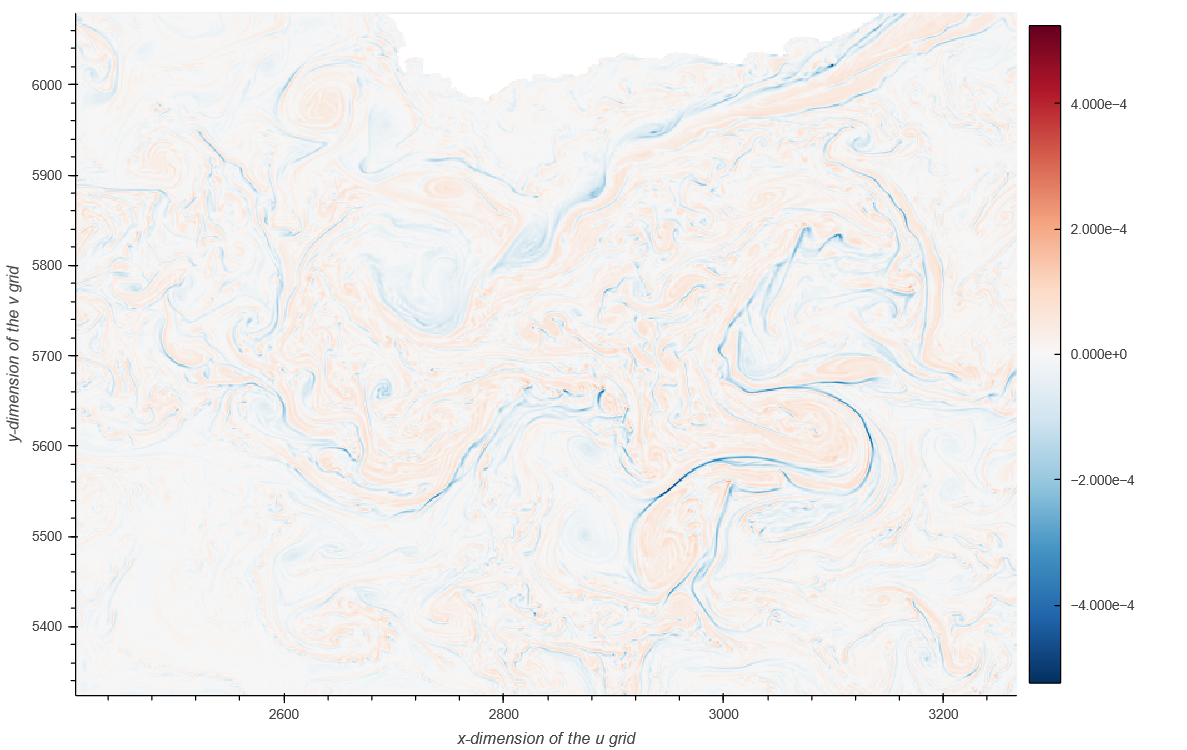 6000
5900
5800
5700
5600
5500
5400
y-dimension of the v grid
2600
2800
3000
3200
x-dimension of the u grid
4.000e−4
2.000e−4
0.000e+0
−2.000e−4
−4.000e−4